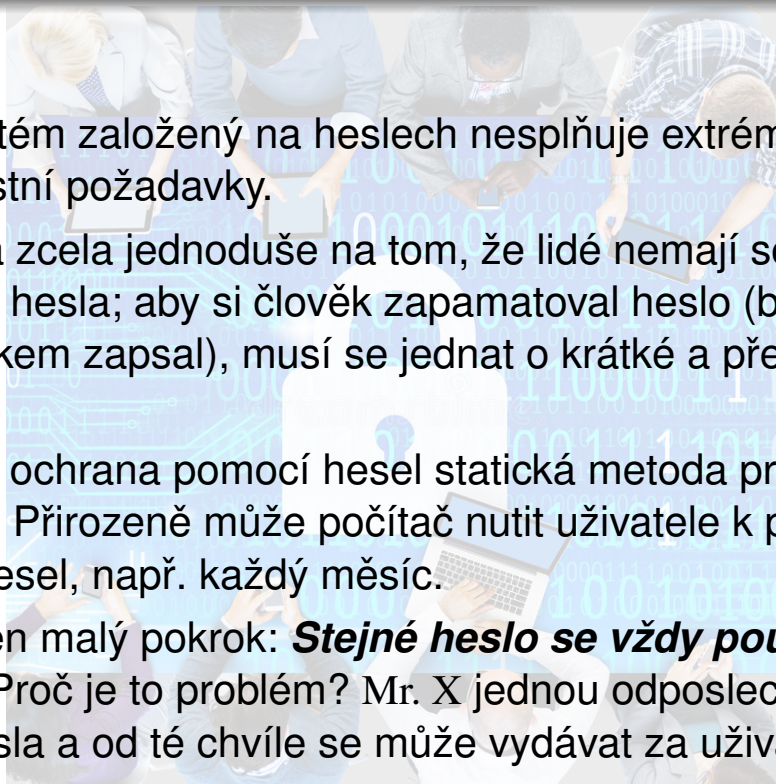 tém založený na heslech nesplňuje extrém
stní požadavky.
zcela jednoduše na tom, že lidé nemají s
hesla; aby si člověk zapamatoval heslo (b
kem zapsal), musí se jednat o krátké a pře
ochrana pomocí hesel statická metoda pr
Přirozeně může počítač nutit uživatele k p
esel, např. každý měsíc.
en malý pokrok: Stejné heslo se vždy pou
Proč je to problém? Mr. X jednou odposlec
sla a od té chvíle se může vydávat za uživa